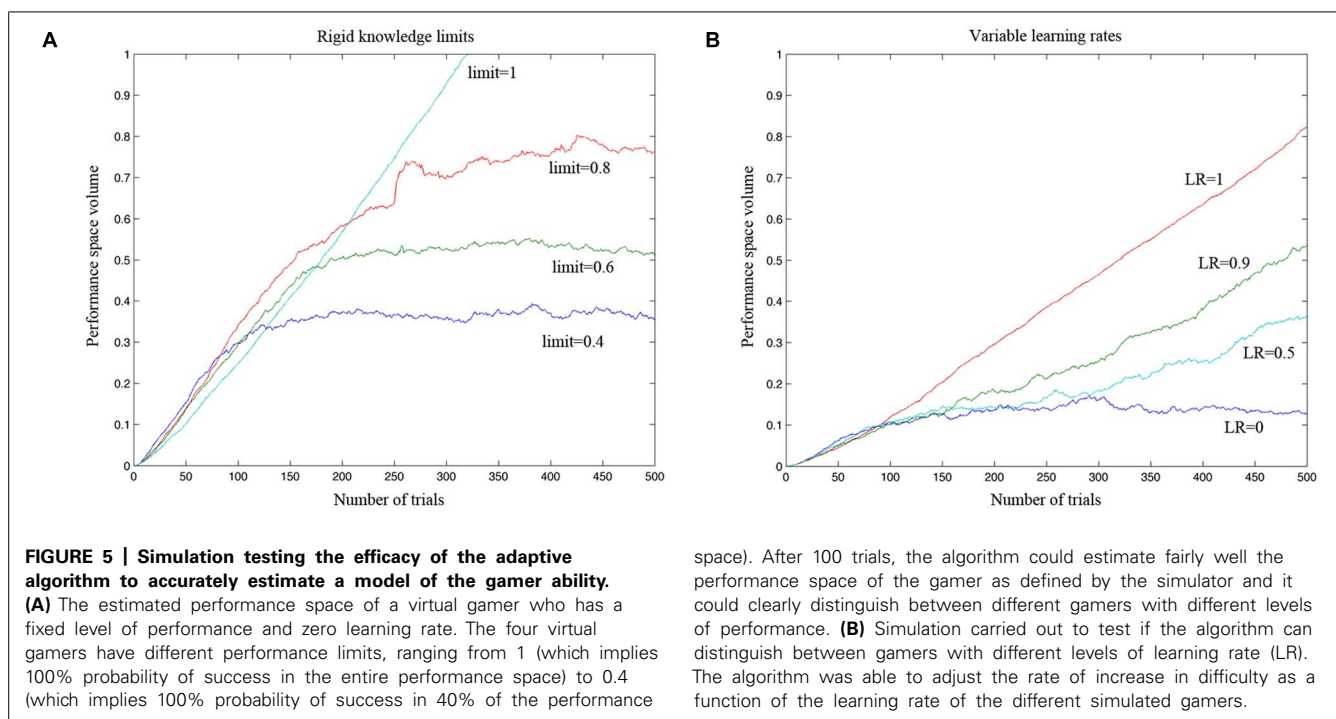 A
Rigid knowledge limits
1
0.9
0.8
0.7
0.6
0.5
0.4
0.3
0.2
0.1
0
Performance space volume
limit=1
limit=0.8
limit=0.6
limit=0.4
0 50 100 150 200 250 300 350 400 450 500
Number of trials
B
Variable learning rates
1
0.9
0.8
0.7
0.6
0.5
0.4
0.3
0.2
0.1
0
Performance space volume
LR=1
LR=0.9
LR=0.5
LR=0
0 50 100 150 200 250 300 350 400 450 500
Number of trials
FIGURE 5 | Simulation testing the efficacy of the adaptive
algorithm to accurately estimate a model of the gamer ability.
(A) The estimated performance space of a virtual gamer who has a
fixed level of performance and zero learning rate. The four virtual
gamers have different performance limits, ranging from 1 (which implies
100% probability of success in the entire performance space) to 0.4
(which implies 100% probability of success in 40% of the performance
space). After 100 trials, the algorithm could estimate fairly well the
performance space of the gamer as defined by the simulator and it
could clearly distinguish between different gamers with different levels
of performance. (B) Simulation carried out to test if the algorithm can
distinguish between gamers with different levels of learning rate (LR).
The algorithm was able to adjust the rate of increase in difficulty as a
function of the learning rate of the different simulated gamers.